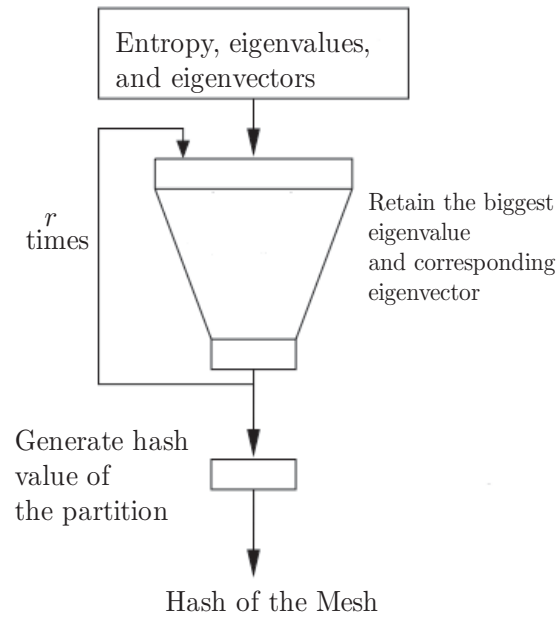 Entropy, eigenvalues,
and eigenvectors
r
times
Retain the biggest
eigenvalue
and corresponding
eigenvector
Generate hash
value of
the partition
Hash of the Mesh